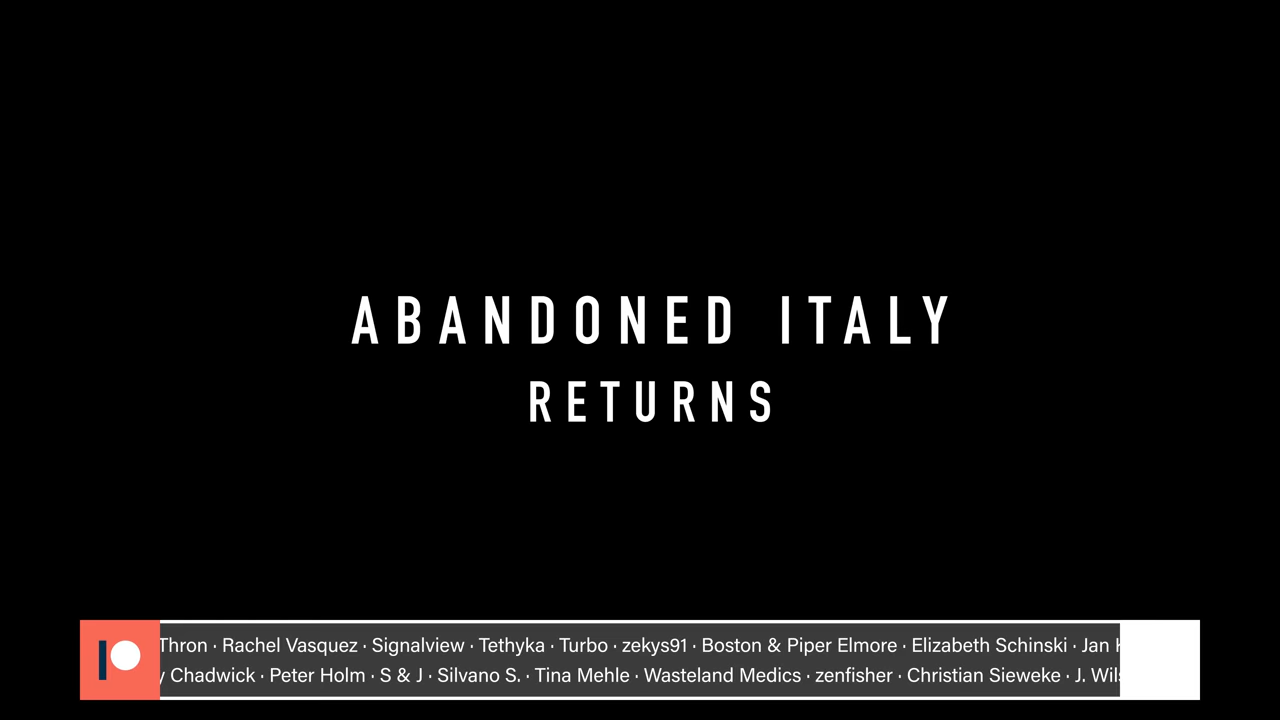 ABANDONED ITALY
RETURNS
Thron · Rachel Vasquez · Signalview · Tethyka · Turbo · zekys91 · Boston & Piper Elmore · Elizabeth Schinski · Jan
Chadwick · Peter Holm · S & J · Silvano S. · Tina Mehle · Wasteland Medics · zenfisher · Christian Sieweke · J.